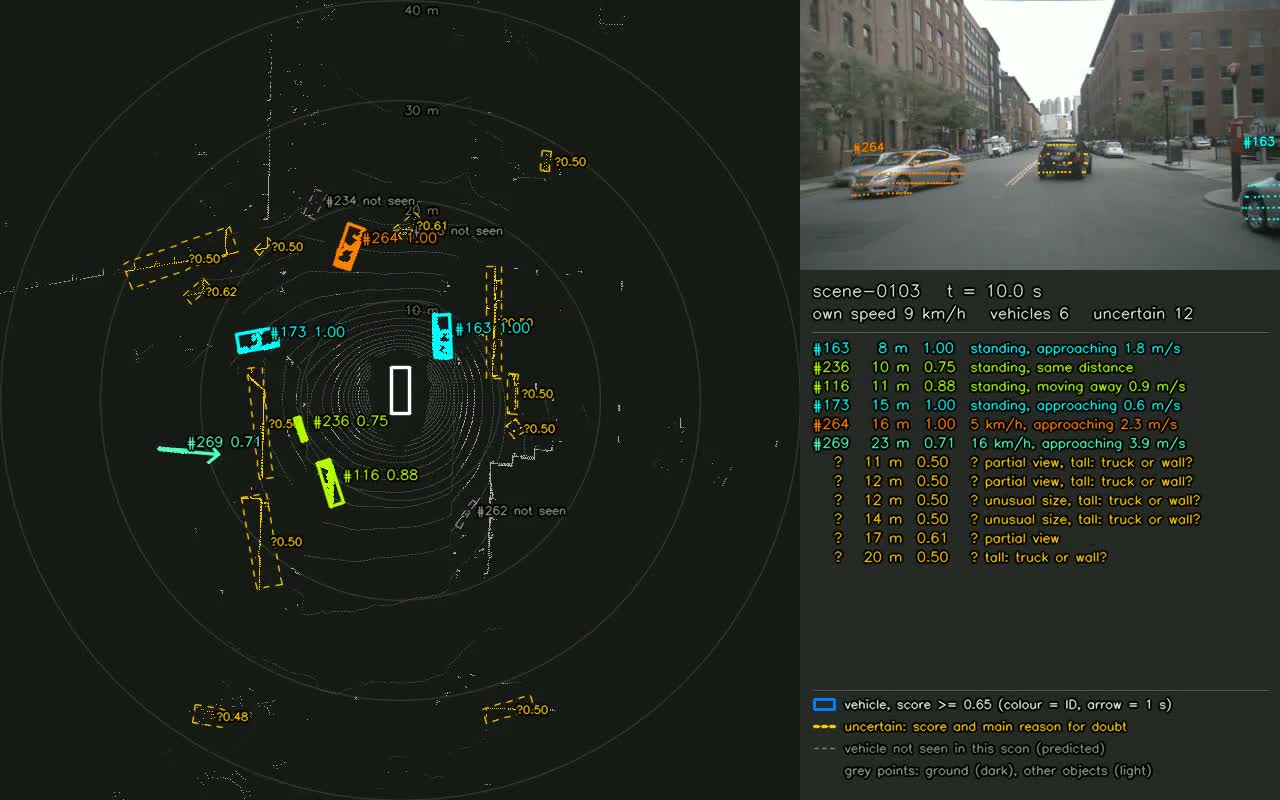 40 m
30 m
?0.50
#234 not seen
20 m
?0.61
#264 1.00
not seen
?0.50
?0.50
?0.62
10 m
#173 1.00
#163 1.00
?0.50
#236 0.75
?0.50
#269 0.71
#116 0.88
#262 not seen
?0.50
?0.48
?0.50
#264
#163
scene-0103 t = 10.0 s
own speed 9 km/h vehicles 6 uncertain 12
#163 8 m 1.00 standing, approaching 1.8 m/s
#236 10 m 0.75 standing, same distance
#116 11 m 0.88 standing, moving away 0.9 m/s
#173 15 m 1.00 standing, approaching 0.6 m/s
#264 16 m 1.00 5 km/h, approaching 2.3 m/s
#269 23 m 0.71 16 km/h, approaching 3.9 m/s
? 11 m 0.50 ? partial view, tall: truck or wall?
? 12 m 0.50 ? partial view, tall: truck or wall?
? 12 m 0.50 ? unusual size, tall: truck or wall?
? 14 m 0.50 ? unusual size, tall: truck or wall?
? 17 m 0.61 ? partial view
? 20 m 0.50 ? tall: truck or wall?
vehicle, score >= 0.65 (colour = ID, arrow = 1 s)
uncertain: score and main reason for doubt
vehicle not seen in this scan (predicted)
grey points: ground (dark), other objects (light)